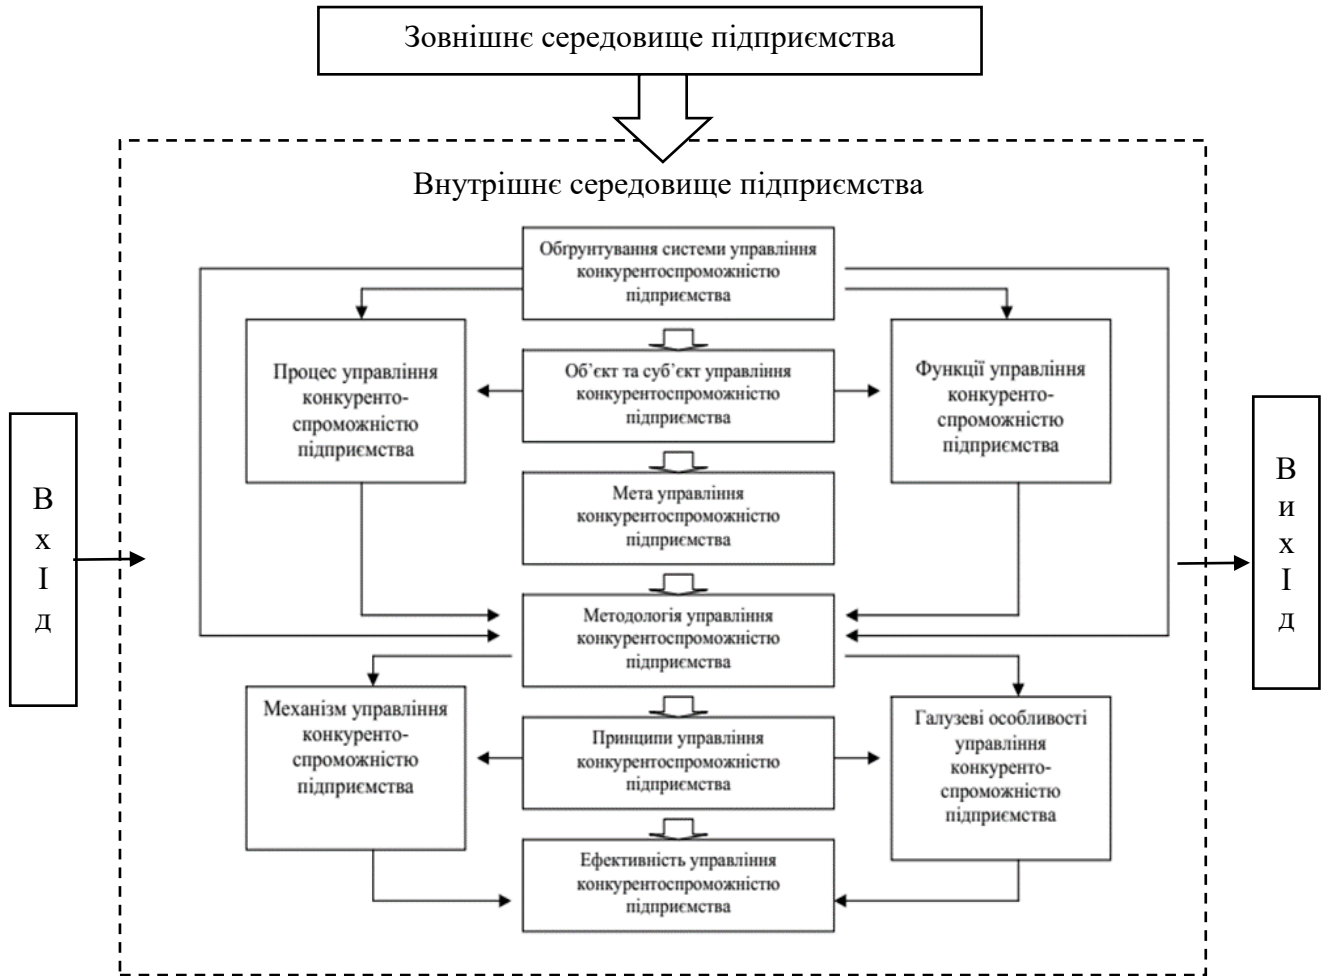 Зовнішнє середовище підприємства
Внутрішнє середовище підприємства
Обґрунтування системи управління
конкурентоспроможністю
підприємства
Процес управління
конкуренто-
спроможністю
підприємства
Об’єкт та суб’єкт управління
конкурентоспроможністю
підприємства
Функції управління
конкуренто-
спроможністю
підприємства
В
х
І
д
Мета управління
конкурентоспроможністю
підприємства
В
и
х
І
д
Методологія управління
конкурентоспроможністю
підприємства
Механізм управління
конкуренто-
спроможністю
підприємства
Принципи управління
конкурентоспроможністю
підприємства
Галузеві особливості
управління
конкуренто-
спроможністю
підприємства
Ефективність управління
конкурентоспроможністю
підприємства